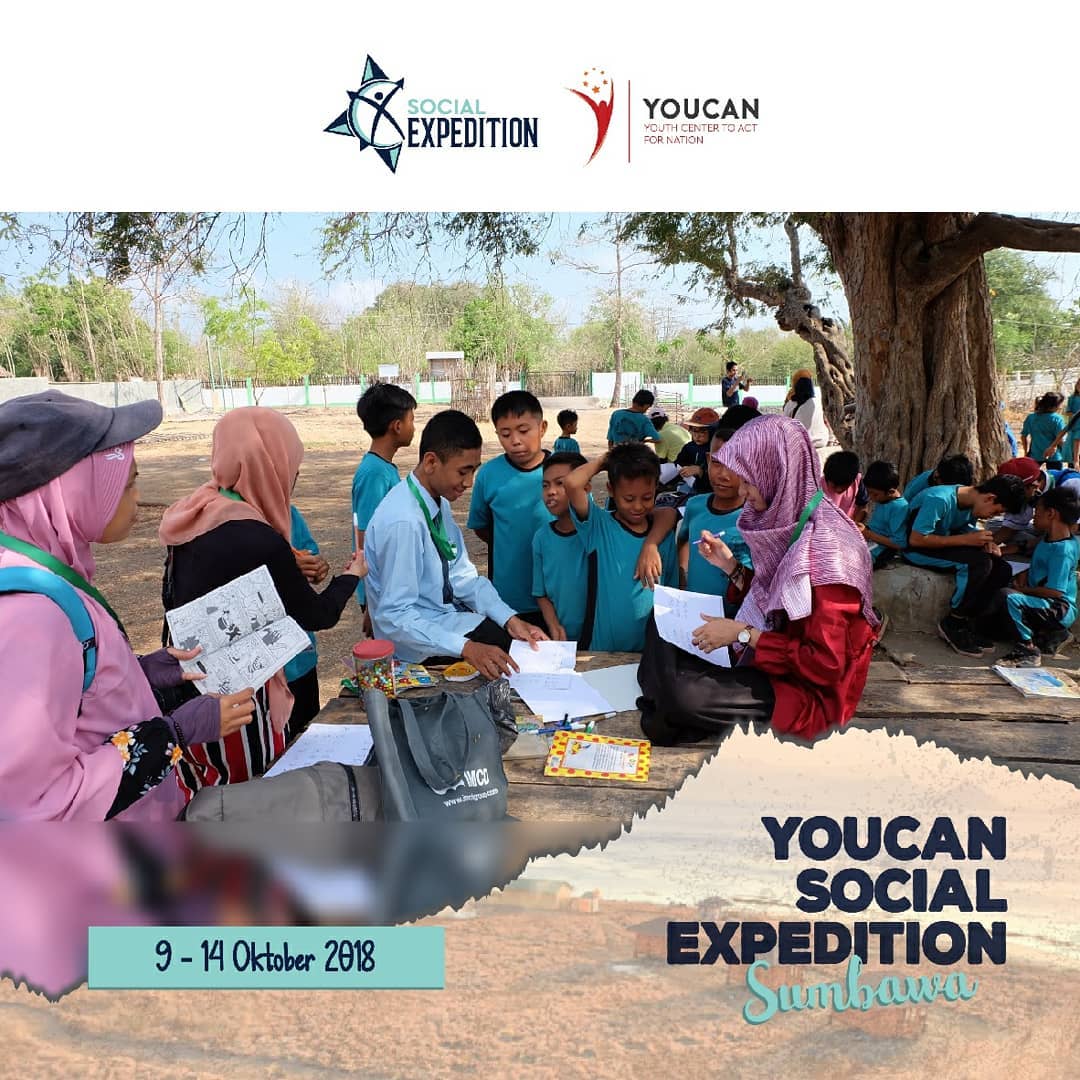 SOCIAL
EXPEDITION
YOUCAN
YOUTH CENTER TO ACT
FOR NATION
YOUCAN
SOCIAL
EXPEDITION
Sumbawa
9 - 14 Oktober 2018